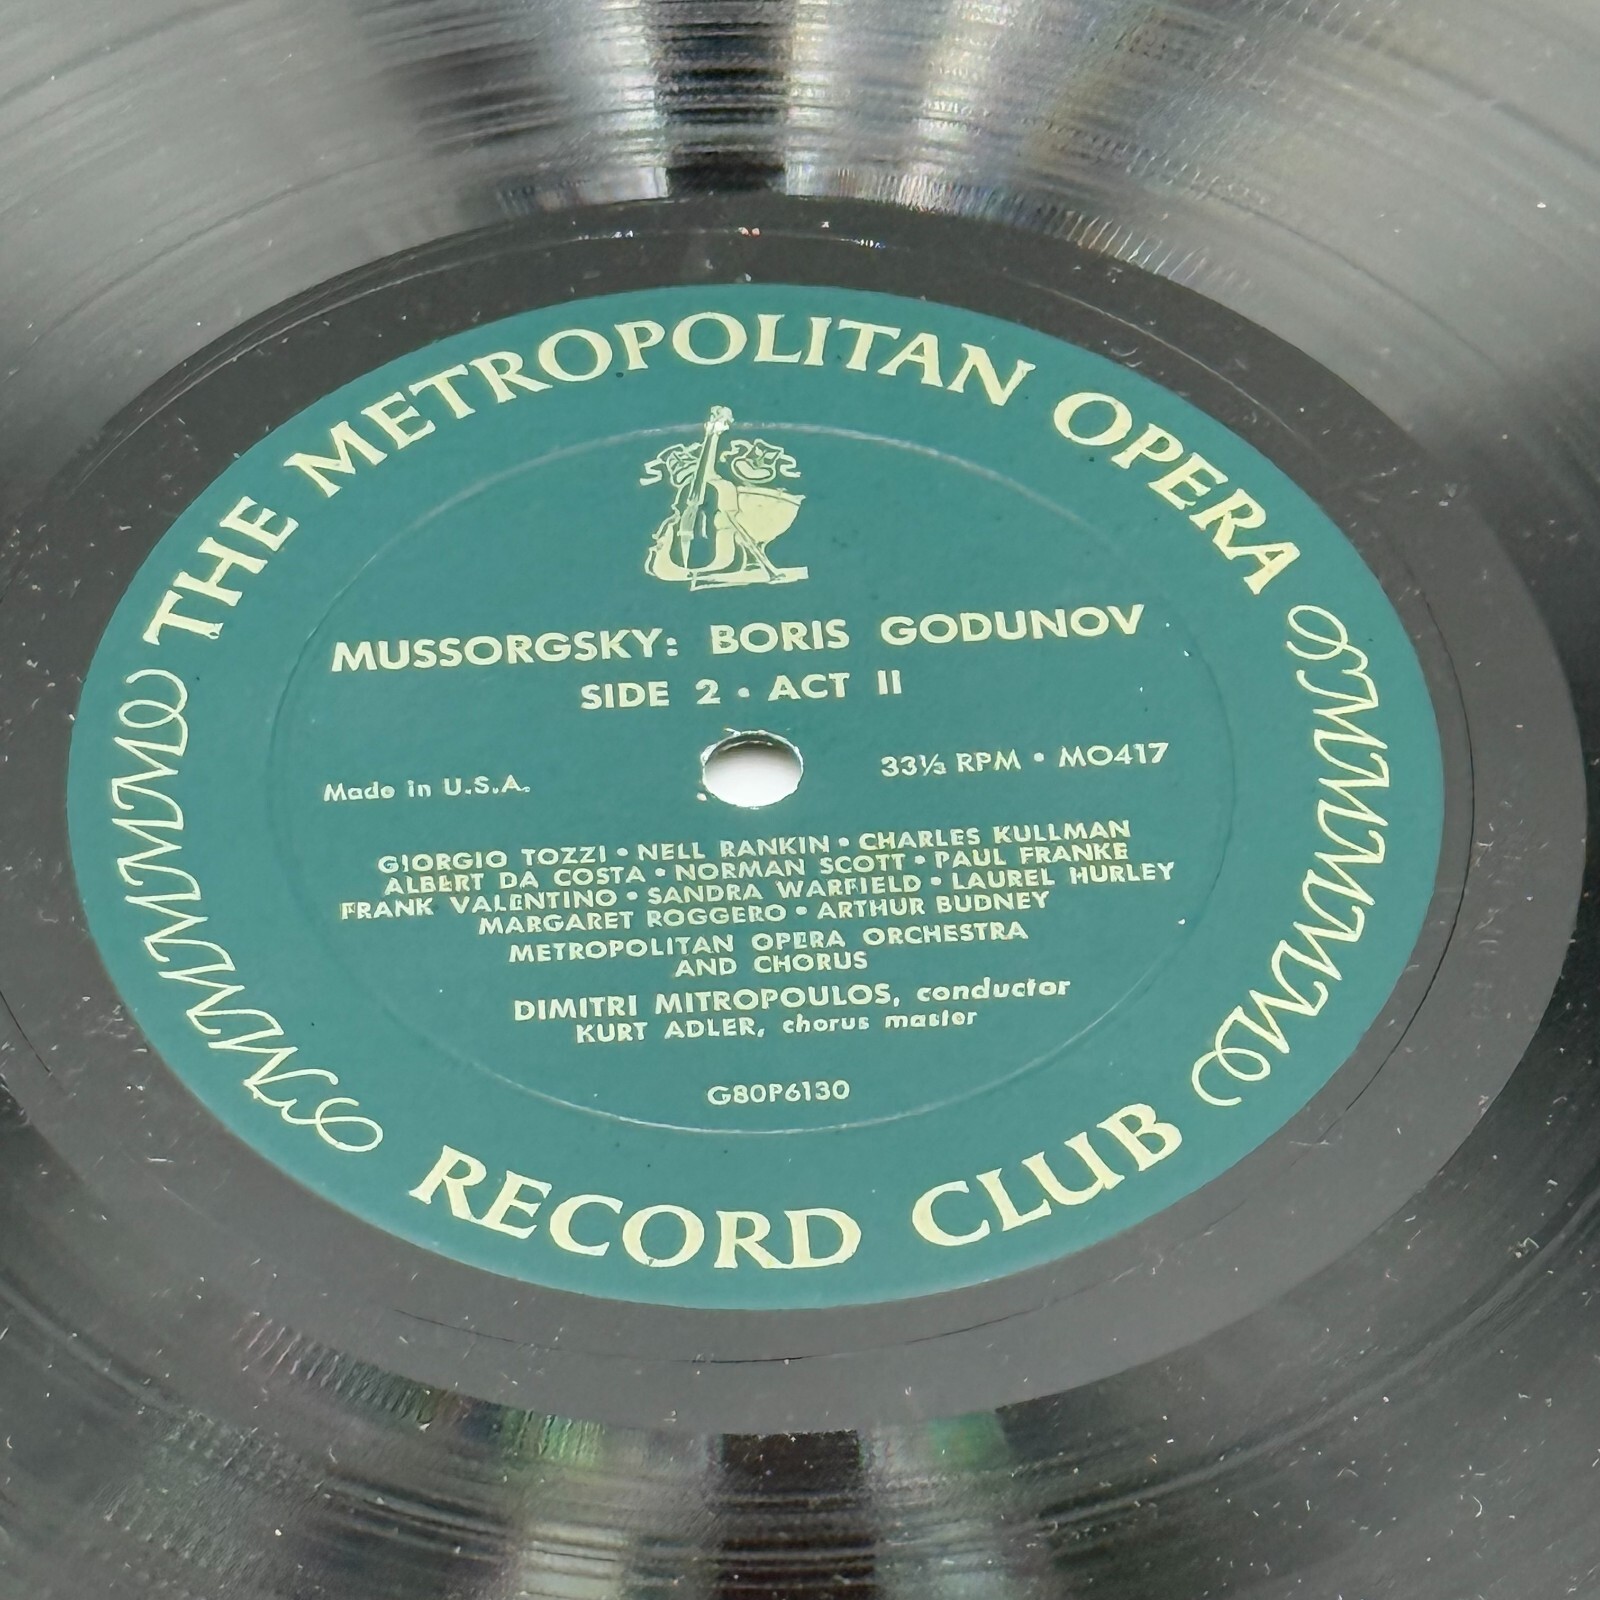 THE METROPOLITAN OPERA
MUSSORGSKY: BORIS GODUNOV
SIDE 2 • ACT II
Made in U.S.A.
33⅓ RPM • MO417
GIORGIO TOZZI • NELL RANKIN • CHARLES KULLMAN
ALBERT DA COSTA • NORMAN SCOTT • PAUL FRANKE
FRANK VALENTINO • SANDRA WARFIELD • LAUREL HURLEY
MARGARET ROGGERO • ARTHUR BUDNEY
METROPOLITAN OPERA ORCHESTRA
AND CHORUS
DIMITRI MITROPOULOS, conductor
KURT ADLER, chorus master
G80P6130
RECORD CLUB